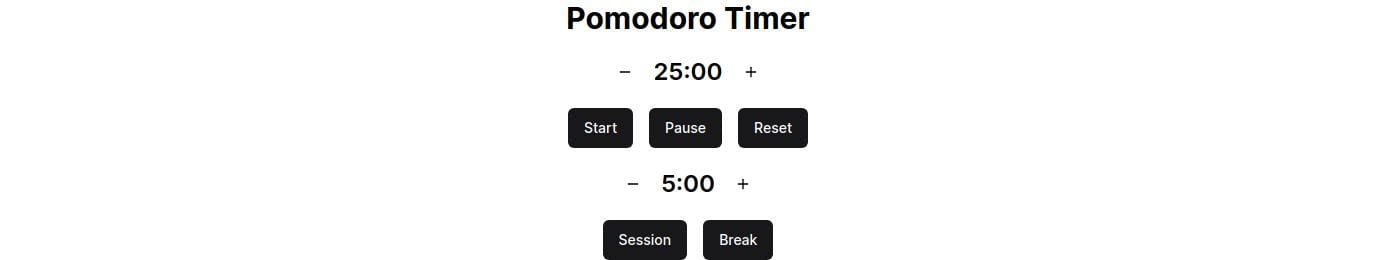 Pomodoro Timer
− 25:00 +
Start Pause Reset
− 5:00 +
Session Break